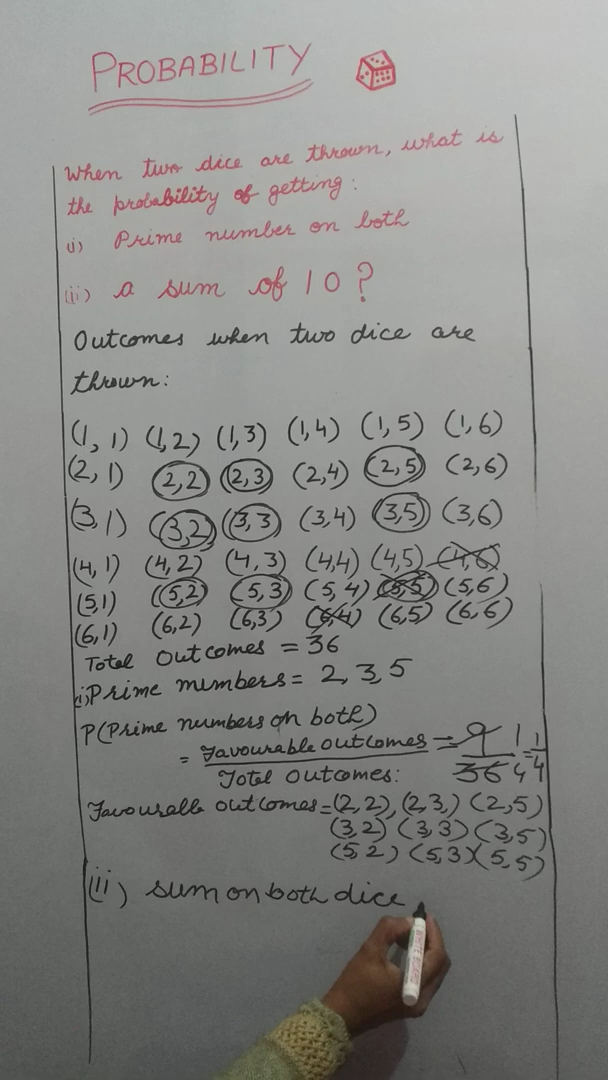 PROBABILITY
When two dice are thrown, what is
the probability of getting:
(i) Prime number on both
(ii) a sum of 10?
Outcomes when two dice are
thrown:
(1, 1) (1,2) (1,3) (1,4) (1,5) (1,6)
(2, 1) (2,2) (2,3) (2,4) (2,5) (2,6)
(3, 1) (3,2) (3,3) (3,4) (3,5) (3,6)
(4, 1) (4,2) (4,3) (4,4) (4,5) (4,6)
(5,1) (5,2) (5,3) (5,4) (5,5) (5,6)
(6,1) (6,2) (6,3) (6,4) (6,5) (6,6)
Total Outcomes = 36
(i) Prime members = 2, 3, 5
P(Prime numbers on both)
= Favourable outcomes = 9 1 = 1
Total Outcomes: 36 4 4
Favourable outcomes = (2,2), (2,3,) (2,5)
(3,2) (3,3) (3,5)
(5,2) (5,3)(5,5)
(ii) sum on both dice
WHITE BOARD